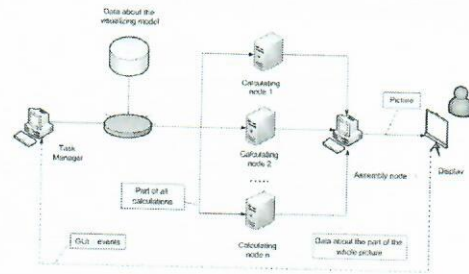 Data about the
visualizing model
Calculating
node 1
Picture
Task
Manager
Calculating
node 2
Assembly node
Display
......
Part of all
calculations
GUI events
Calculating
node n
Data about the part of the
whole picture